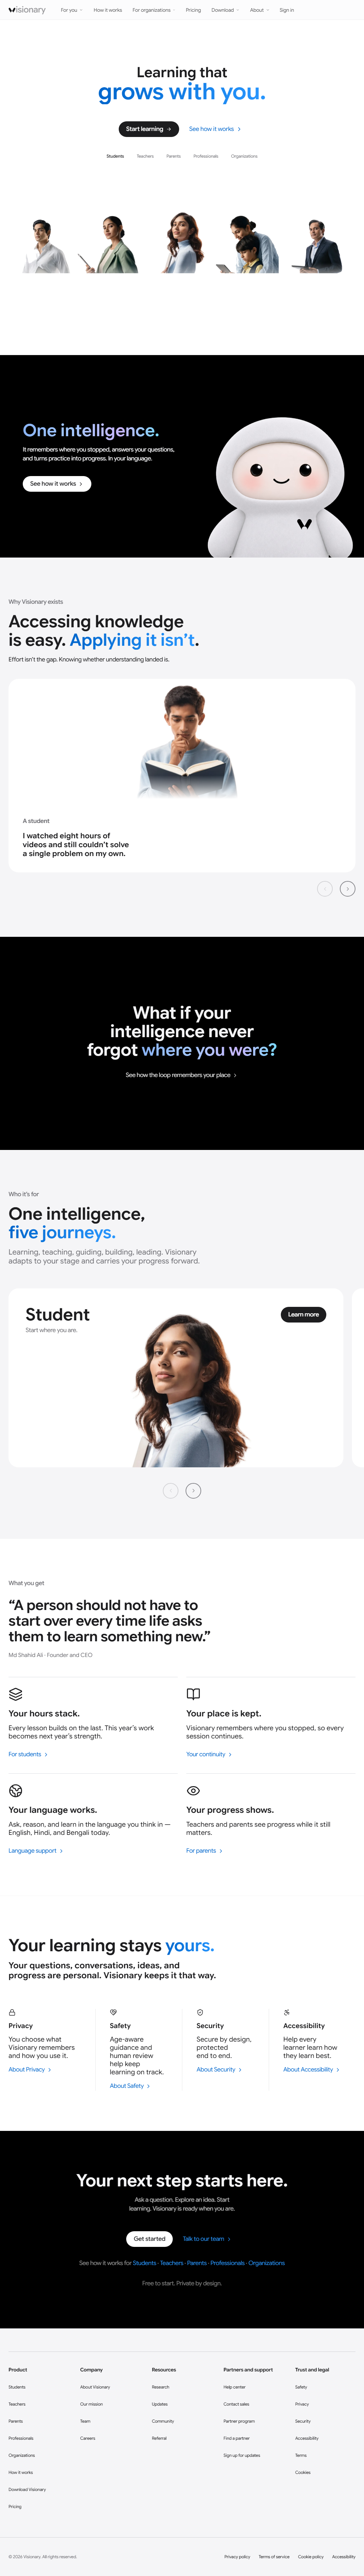 visionary
For you
How it works
For organizations
Pricing
Download
About
Sign in
Learning that
grows with you.
Start learning
See how it works
Students
Teachers
Parents
Professionals
Organizations
One intelligence.
It remembers where you stopped, answers your questions,
and turns practice into progress. In your language.
See how it works
Why Visionary exists
Accessing knowledge
is easy. Applying it isn’t.
Effort isn’t the gap. Knowing whether understanding landed is.
A student
I watched eight hours of
videos and still couldn’t solve
a single problem on my own.
What if your
intelligence never
forgot where you were?
See how the loop remembers your place
Who it’s for
One intelligence,
five journeys.
Learning, teaching, guiding, building, leading. Visionary
adapts to your stage and carries your progress forward.
Student
Start where you are.
Learn more
What you get
“A person should not have to
start over every time life asks
them to learn something new.”
Md Shahid Ali · Founder and CEO
Your hours stack.
Every lesson builds on the last. This year’s work
becomes next year’s strength.
For students
Your place is kept.
Visionary remembers where you stopped, so every
session continues.
Your continuity
Your language works.
Ask, reason, and learn in the language you think in —
English, Hindi, and Bengali today.
Language support
Your progress shows.
Teachers and parents see progress while it still
matters.
For parents
Your learning stays yours.
Your questions, conversations, ideas, and
progress are personal. Visionary keeps it that way.
Privacy
You choose what
Visionary remembers
and how you use it.
About Privacy
Safety
Age-aware
guidance and
human review
help keep
learning on track.
About Safety
Security
Secure by design,
protected
end to end.
About Security
Accessibility
Help every
learner learn how
they learn best.
About Accessibility
Your next step starts here.
Ask a question. Explore an idea. Start
learning. Visionary is ready when you are.
Get started
Talk to our team
See how it works for Students · Teachers · Parents · Professionals · Organizations
Free to start. Private by design.
Product
Students
Teachers
Parents
Professionals
Organizations
How it works
Download Visionary
Pricing
Company
About Visionary
Our mission
Team
Careers
Resources
Research
Updates
Community
Referral
Partners and support
Help center
Contact sales
Partner program
Find a partner
Sign up for updates
Trust and legal
Safety
Privacy
Security
Accessibility
Terms
Cookies
© 2026 Visionary. All rights reserved.
Privacy policy
Terms of service
Cookie policy
Accessibility